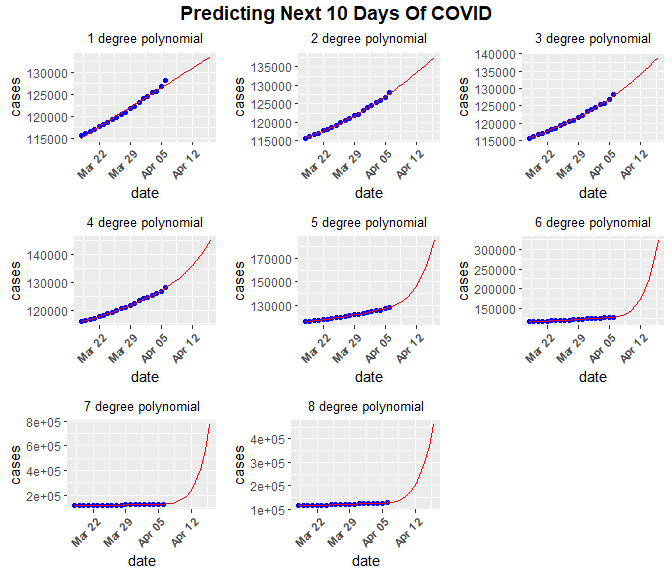 Predicting Next 10 Days Of COVID
1 degree polynomial
cases
130000
125000
120000
115000
Mar 22
Mar 29
Apr 05
Apr 12
date
2 degree polynomial
cases
135000
130000
125000
120000
115000
Mar 22
Mar 29
Apr 05
Apr 12
date
3 degree polynomial
cases
140000
135000
130000
125000
120000
115000
Mar 22
Mar 29
Apr 05
Apr 12
date
4 degree polynomial
cases
140000
130000
120000
Mar 22
Mar 29
Apr 05
Apr 12
date
5 degree polynomial
cases
170000
150000
130000
Mar 22
Mar 29
Apr 05
Apr 12
date
6 degree polynomial
cases
300000
250000
200000
150000
Mar 22
Mar 29
Apr 05
Apr 12
date
7 degree polynomial
cases
8e+05
6e+05
4e+05
2e+05
Mar 22
Mar 29
Apr 05
Apr 12
date
8 degree polynomial
cases
4e+05
3e+05
2e+05
1e+05
Mar 22
Mar 29
Apr 05
Apr 12
date